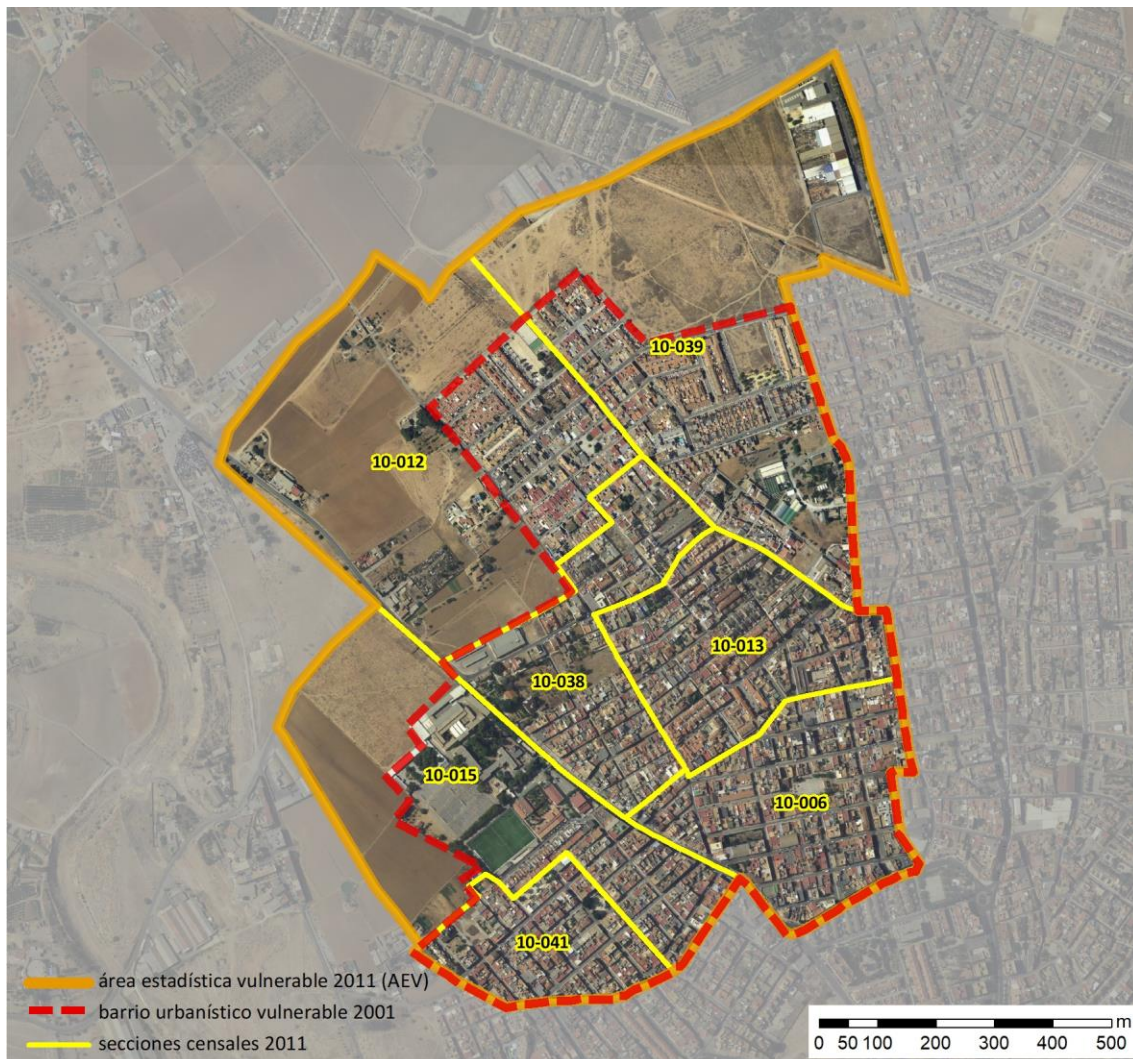 10-039
10-012
10-013
10-038
10-015
10-006
10-041
área estadística vulnerable 2011 (AEV)
barrio urbanístico vulnerable 2001
secciones censales 2011
m
0 50 100 200 300 400 500